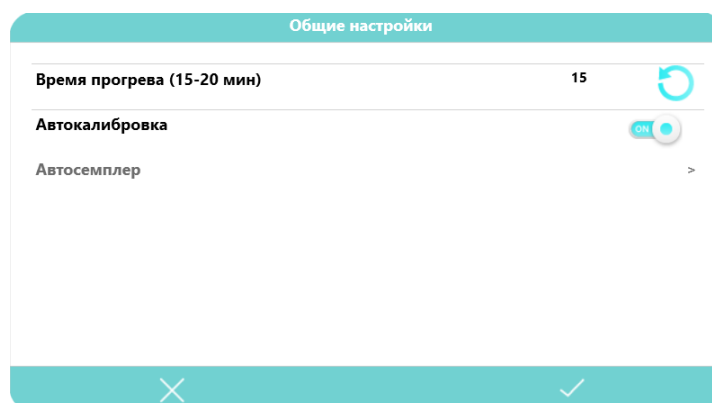 Общие настройки
Время прогрева (15-20 мин) 15
Автокалибровка ON
Автосемплер >